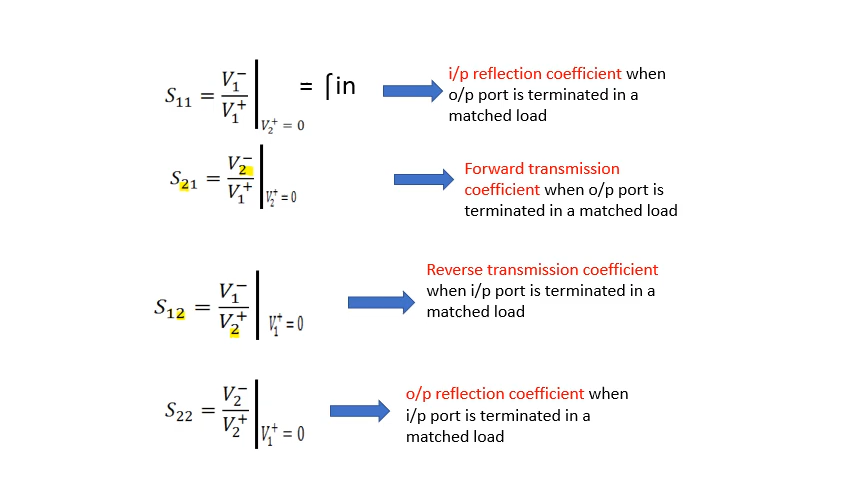 S₁₁ = V₁⁻ / V₁⁺ | V₂⁺ = 0 = ⌈in
i/p reflection coefficient when
o/p port is terminated in a
matched load
S₂₁ = V₂⁻ / V₁⁺ | V₂⁺ = 0
Forward transmission
coefficient when o/p port is
terminated in a matched load
S₁₂ = V₁⁻ / V₂⁺ | V₁⁺ = 0
Reverse transmission coefficient
when i/p port is terminated in a
matched load
S₂₂ = V₂⁻ / V₂⁺ | V₁⁺ = 0
o/p reflection coefficient when
i/p port is terminated in a
matched load